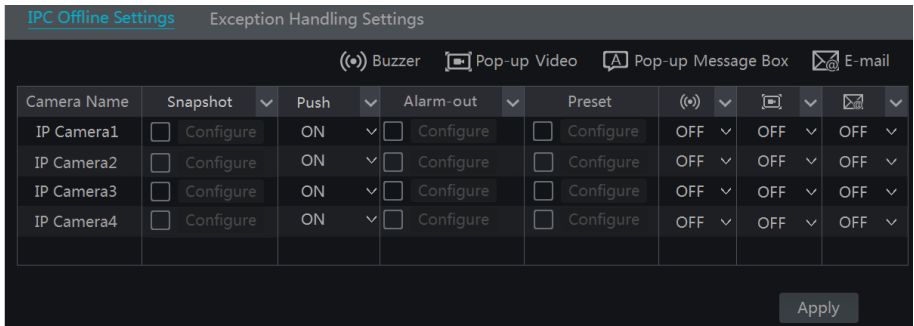 IPC Offline Settings Exception Handling Settings
Buzzer Pop-up Video A Pop-up Message Box E-mail
Camera Name Snapshot Push Alarm-out Preset
IP Camera1 Configure ON Configure Configure OFF OFF OFF
IP Camera2 Configure ON Configure Configure OFF OFF OFF
IP Camera3 Configure ON Configure Configure OFF OFF OFF
IP Camera4 Configure ON Configure Configure OFF OFF OFF
Apply